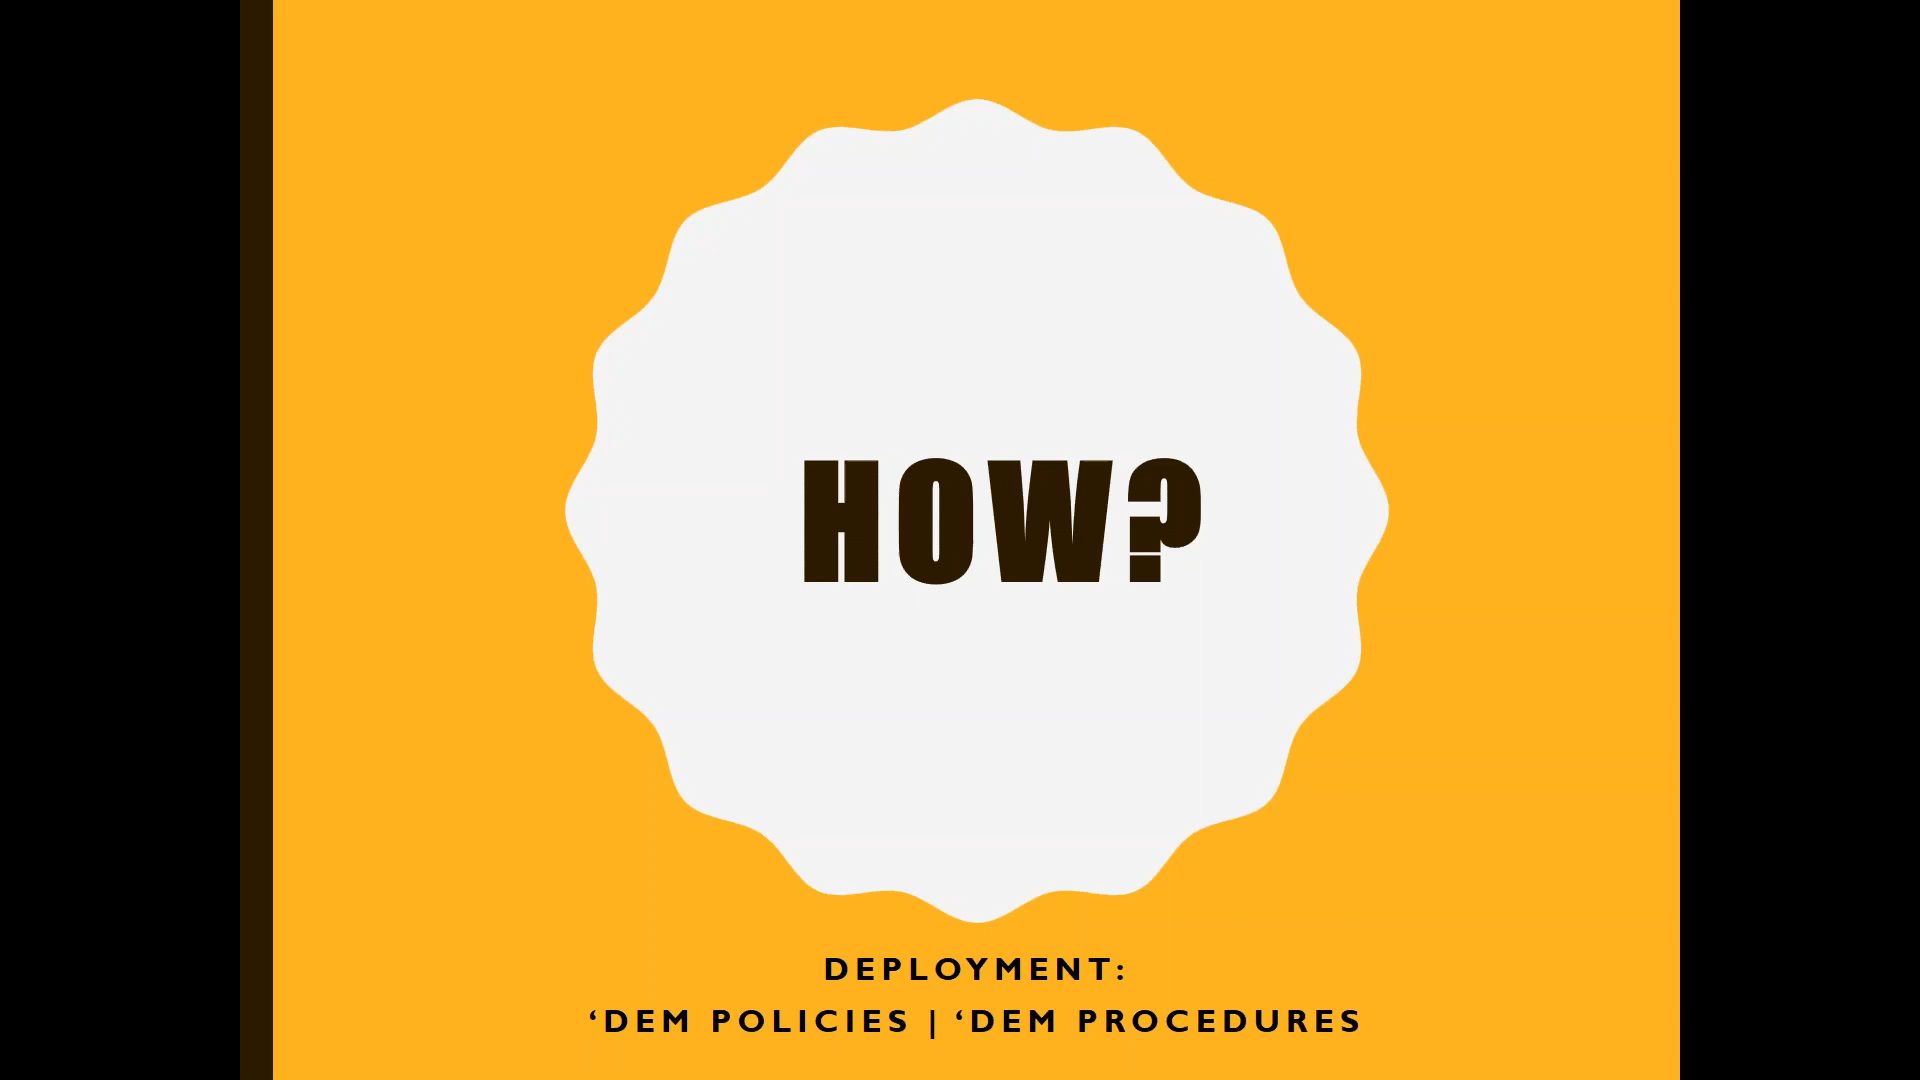 HOW?
DEPLOYMENT:
‘DEM POLICIES | ‘DEM PROCEDURES